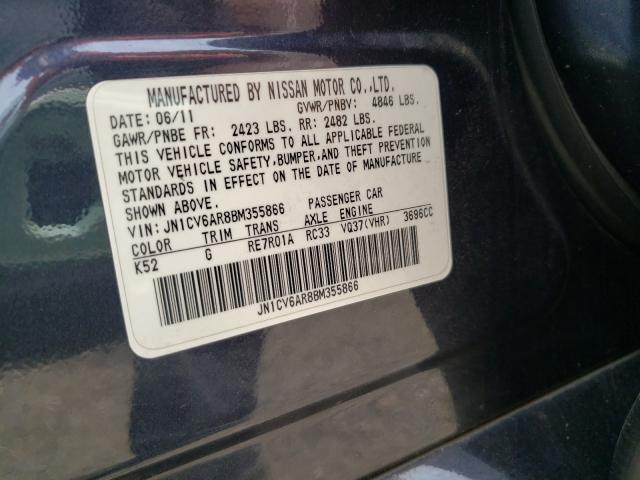 MANUFACTURED BY NISSAN MOTOR CO.,LTD.
DATE: 06/11 GVWR/PNBV: 4846 LBS.
GAWR/PNBE FR: 2423 LBS. RR: 2482 LBS.
THIS VEHICLE CONFORMS TO ALL APPLICABLE FEDERAL
MOTOR VEHICLE SAFETY, BUMPER, AND THEFT PREVENTION
STANDARDS IN EFFECT ON THE DATE OF MANUFACTURE
SHOWN ABOVE.
VIN: JN1CV6AR8BM355866 PASSENGER CAR
COLOR TRIM TRANS AXLE ENGINE
K52 G RE7R01A RC33 VQ37(VHR) 3696CC
JN1CV6AR8BM355866